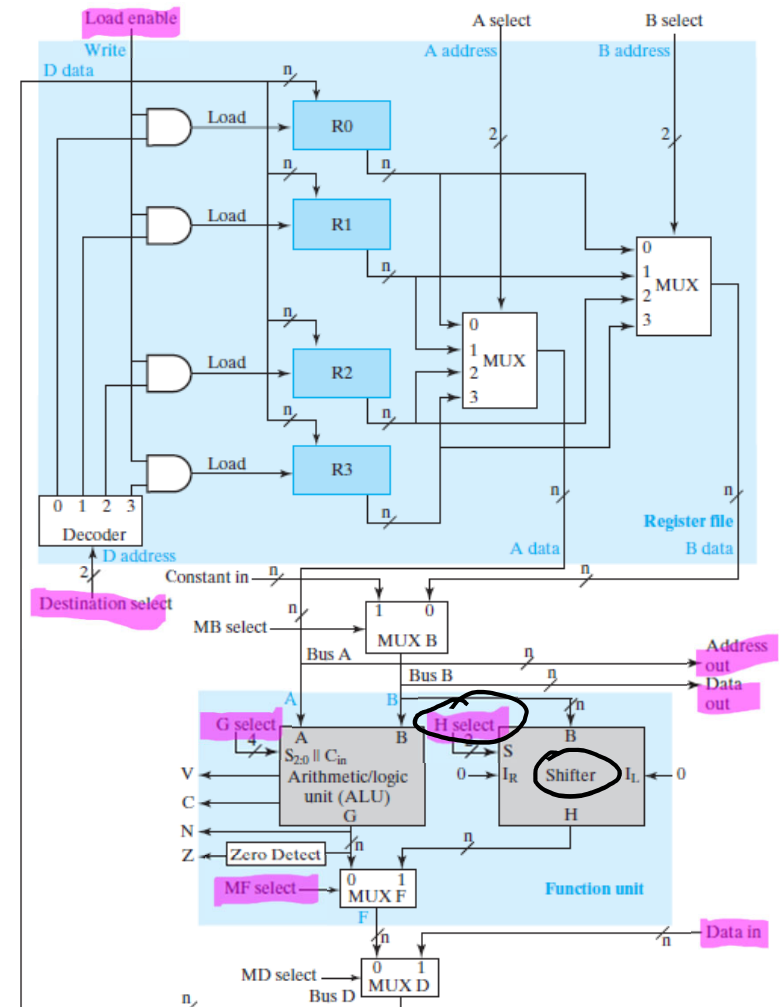 Load enable
A select
B select
Write
A address
B address
D data
n
Load
R0
2
2
n
n
Load
R1
0
1
MUX
2
3
n
n
0
1
MUX
2
3
Load
R2
n
n
Load
R3
n
n
n
0 1 2 3
Decoder
Register file
D address
A data
B data
2
Constant in
n
n
Destination select
n
1 0
MB select
MUX B
Bus A
n
Address
out
Bus B
n
Data
out
A
B
n
G select
H select
4
A
B
2
S
B
S2:0 || Cin
V
Arithmetic/logic
unit (ALU)
0
IR
Shifter
IL
0
C
G
H
N
n
n
Z
Zero Detect
0 1
MF select
MUX F
Function unit
F
n
n
Data in
0 1
MD select
MUX D
n
Bus D